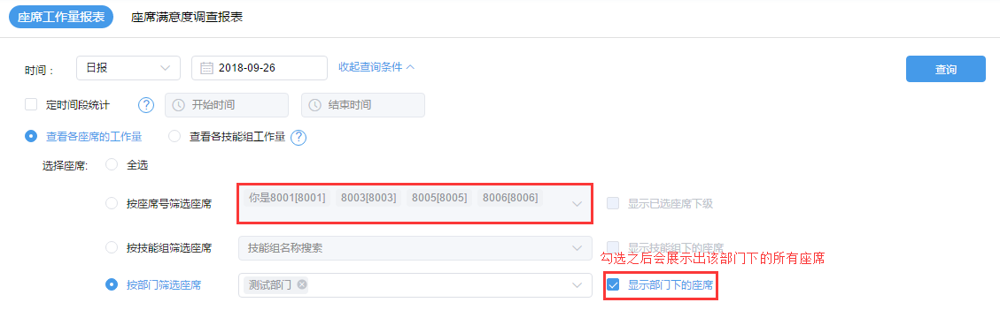 座席工作量报表 座席满意度调查报表
时间： 日报 2018-09-26 收起查询条件 查询
定时间段统计 ? 开始时间 结束时间
查看各座席的工作量 查看各技能组工作量 ?
选择座席: 全选
按座席号筛选座席 你是8001[8001] 8003[8003] 8005[8005] 8006[8006] 显示已选座席下级
按技能组筛选座席 技能组名称搜索 显示技能组下的座席
勾选之后会展示出该部门下的所有座席
按部门筛选座席 测试部门 显示部门下的座席